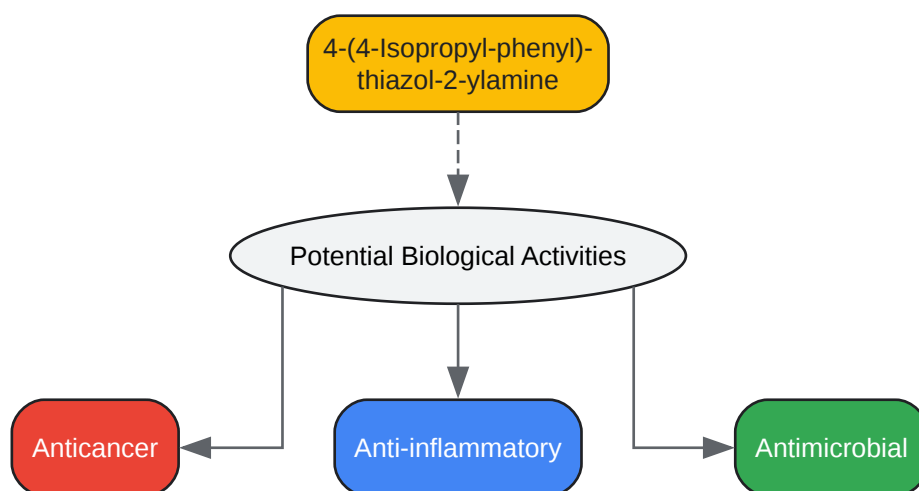 4-(4-Isopropyl-phenyl)-
thiazol-2-ylamine
Potential Biological Activities
Anticancer
Anti-inflammatory
Antimicrobial